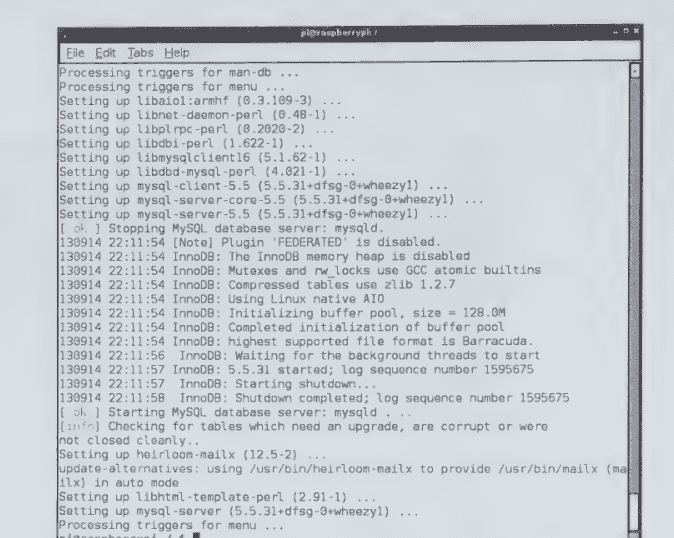 pi@raspberrypi: /
File Edit Tabs Help
Processing triggers for man-db ...
Processing triggers for menu ...
Setting up libaio1:armhf (0.3.109-3) ...
Setting up libnet-daemon-perl (0.48-1) ...
Setting up libplrpc-perl (0.2020-2) ...
Setting up libdbi-perl (1.622-1) ...
Setting up libmysqlclient16 (5.1.62-1) ...
Setting up libdbd-mysql-perl (4.021-1) ...
Setting up mysql-client-5.5 (5.5.31+dfsg-0+wheezy1) ...
Setting up mysql-server-core-5.5 (5.5.31+dfsg-0+wheezy1) ...
Setting up mysql-server-5.5 (5.5.31+dfsg-0+wheezy1) ...
[ ok ] Stopping MySQL database server: mysqld.
130914 22:11:54 [Note] Plugin 'FEDERATED' is disabled.
130914 22:11:54 InnoDB: The InnoDB memory heap is disabled
130914 22:11:54 InnoDB: Mutexes and rw_locks use GCC atomic builtins
130914 22:11:54 InnoDB: Compressed tables use zlib 1.2.7
130914 22:11:54 InnoDB: Using Linux native AIO
130914 22:11:54 InnoDB: Initializing buffer pool, size = 128.0M
130914 22:11:54 InnoDB: Completed initialization of buffer pool
130914 22:11:54 InnoDB: highest supported file format is Barracuda.
130914 22:11:56  InnoDB: Waiting for the background threads to start
130914 22:11:57 InnoDB: 5.5.31 started; log sequence number 1595675
130914 22:11:57  InnoDB: Starting shutdown...
130914 22:11:58  InnoDB: Shutdown completed; log sequence number 1595675
[ ok ] Starting MySQL database server: mysqld . ..
[info] Checking for tables which need an upgrade, are corrupt or were
not closed cleanly..
Setting up heirloom-mailx (12.5-2) ...
update-alternatives: using /usr/bin/heirloom-mailx to provide /usr/bin/mailx (ma
ilx) in auto mode
Setting up libhtml-template-perl (2.91-1) ...
Setting up mysql-server (5.5.31+dfsg-0+wheezy1) ...
Processing triggers for menu ...
pi@raspberrypi / $